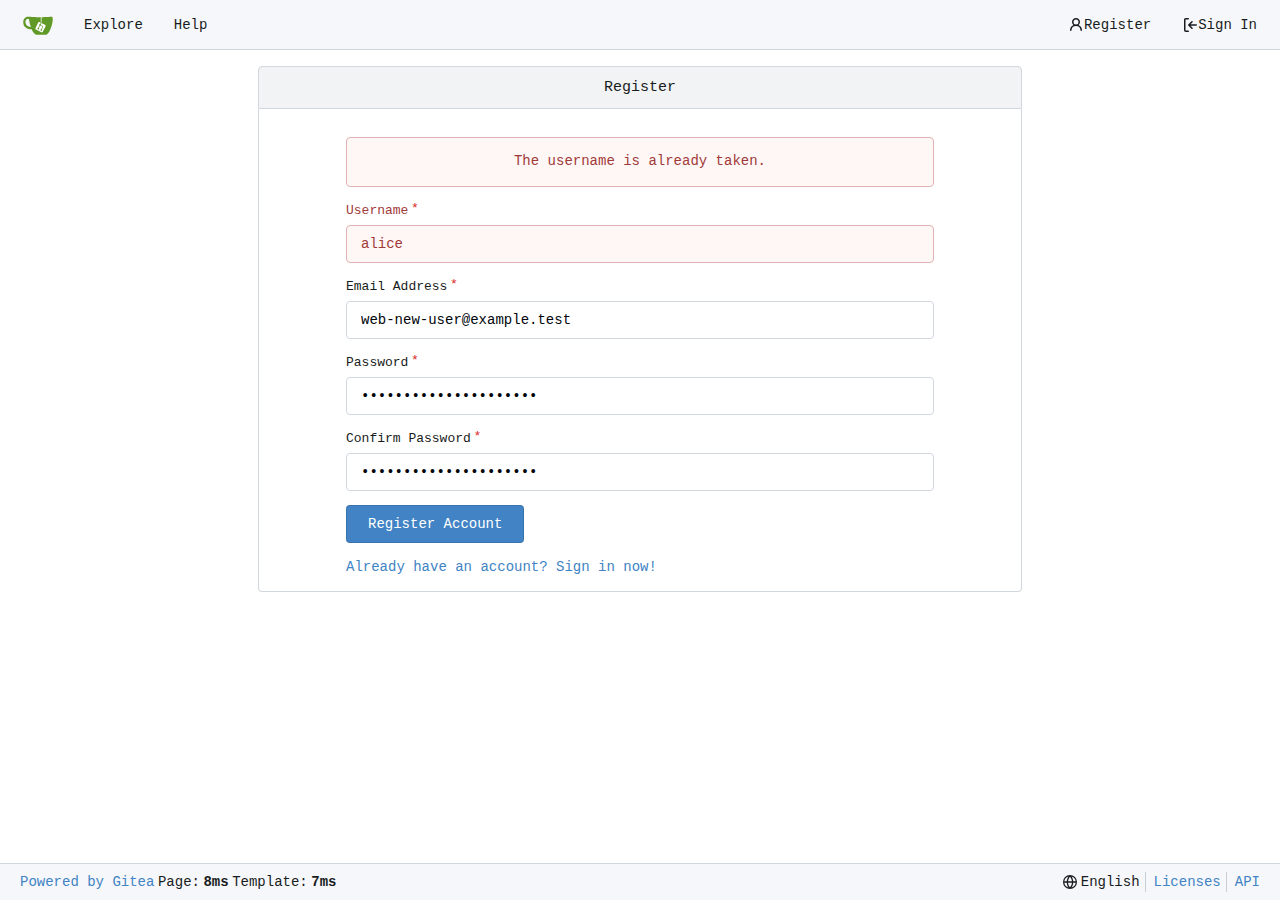 Explore Help Register Sign In
Register
The username is already taken.
Username *
alice
Email Address *
web-new-user@example.test
Password *
•••••••••••••••••••••
Confirm Password *
•••••••••••••••••••••
Register Account
Already have an account? Sign in now!
Powered by Gitea Page: 8ms Template: 7ms English Licenses API